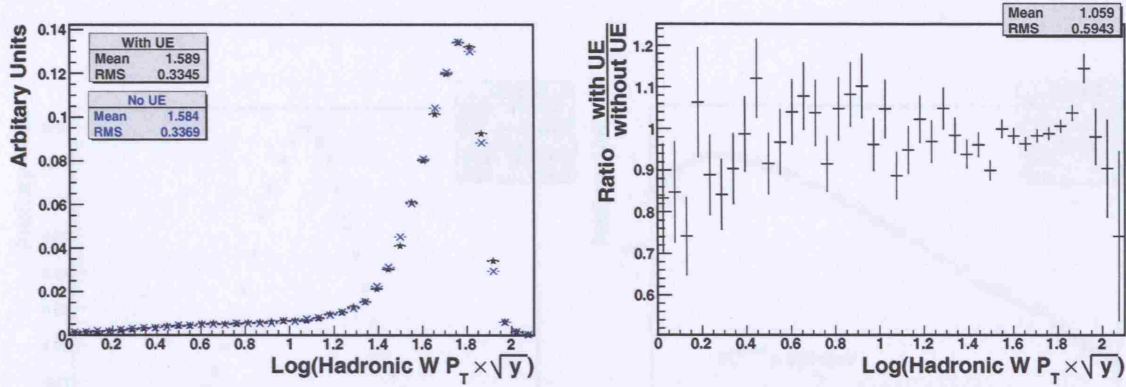 Arbitary Units
0.14
0.12
0.1
0.08
0.06
0.04
0.02
0
With UE
Mean 1.589
RMS 0.3345
No UE
Mean 1.584
RMS 0.3369
0.2 0.4 0.6 0.8 1 1.2 1.4 1.6 1.8 2
Log(Hadronic W P_T ×√y)
Ratio with UE
without UE
1.2
1.1
1
0.9
0.8
0.7
0.6
Mean 1.059
RMS 0.5943
0 0.2 0.4 0.6 0.8 1 1.2 1.4 1.6 1.8 2
Log(Hadronic W P_T ×√y)